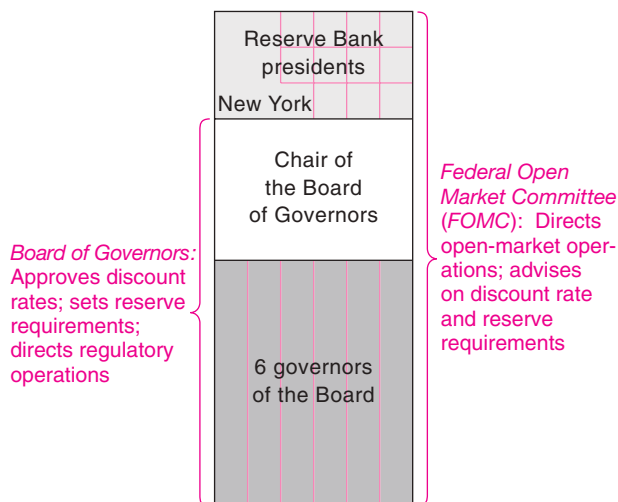 Reserve Bank
presidents
New York
Chair of
the Board
of Governors
6 governors
of the Board
Board of Governors:
Approves discount
rates; sets reserve
requirements;
directs regulatory
operations
Federal Open
Market Committee
(FOMC): Directs
open-market oper-
ations; advises
on discount rate
and reserve
requirements